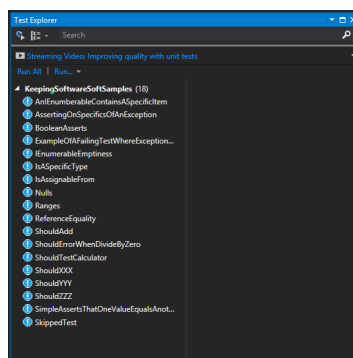 Test Explorer
Search
Streaming Video: Improving quality with unit tests
Run All | Run...
KeepingSoftwareSoftSamples (18)
AnIEnumberableContainsASpecificItem
AssertingOnSpecificsOfAnException
BooleanAsserts
ExampleOfAFailingTestWhereException...
IEnumerableEmptiness
IsASpecificType
IsAssignableFrom
Nulls
Ranges
ReferenceEquality
ShouldAdd
ShouldErrorWhenDivideByZero
ShouldTestCalculator
ShouldXXX
ShouldYYY
ShouldZZZ
SimpleAssertsThatOneValueEqualsAnot...
SkippedTest